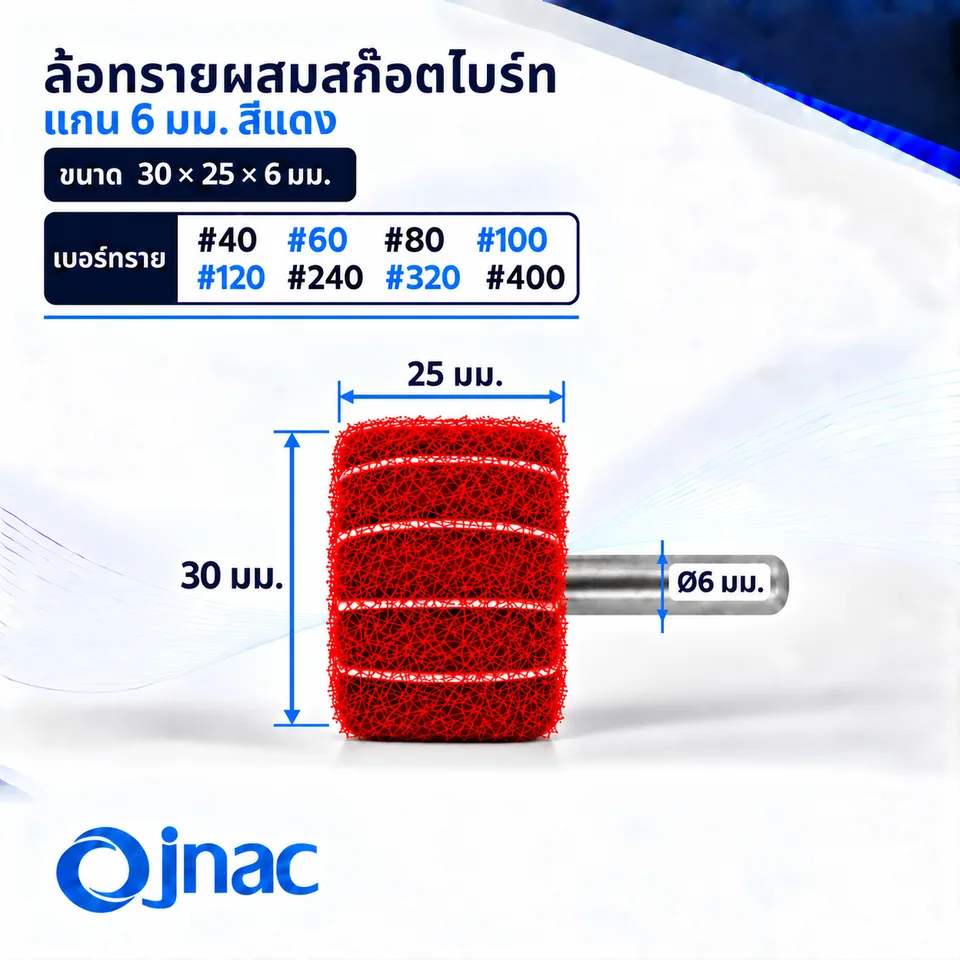 ล้อทรายผสมสก๊อตไบร์ท
แกน 6 มม. สีแดง
ขนาด 30 × 25 × 6 มม.
เบอร์ทราย
#40 #60 #80 #100
#120 #240 #320 #400
25 มม.
30 มม.
Ø6 มม.
jnac